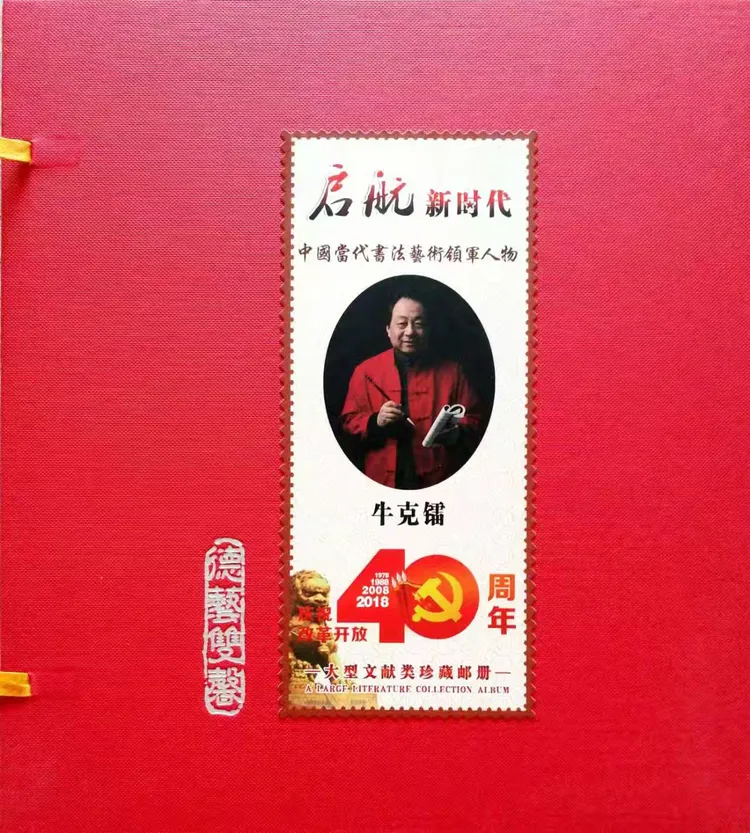 启航 新时代
中國當代書法藝術領軍人物
牛克镭
1978
1988
2008
2018
40 周年
庆祝
改革开放
大型文献类珍藏邮册
A LARGE LITERATURE COLLECTION ALBUM
德藝雙馨